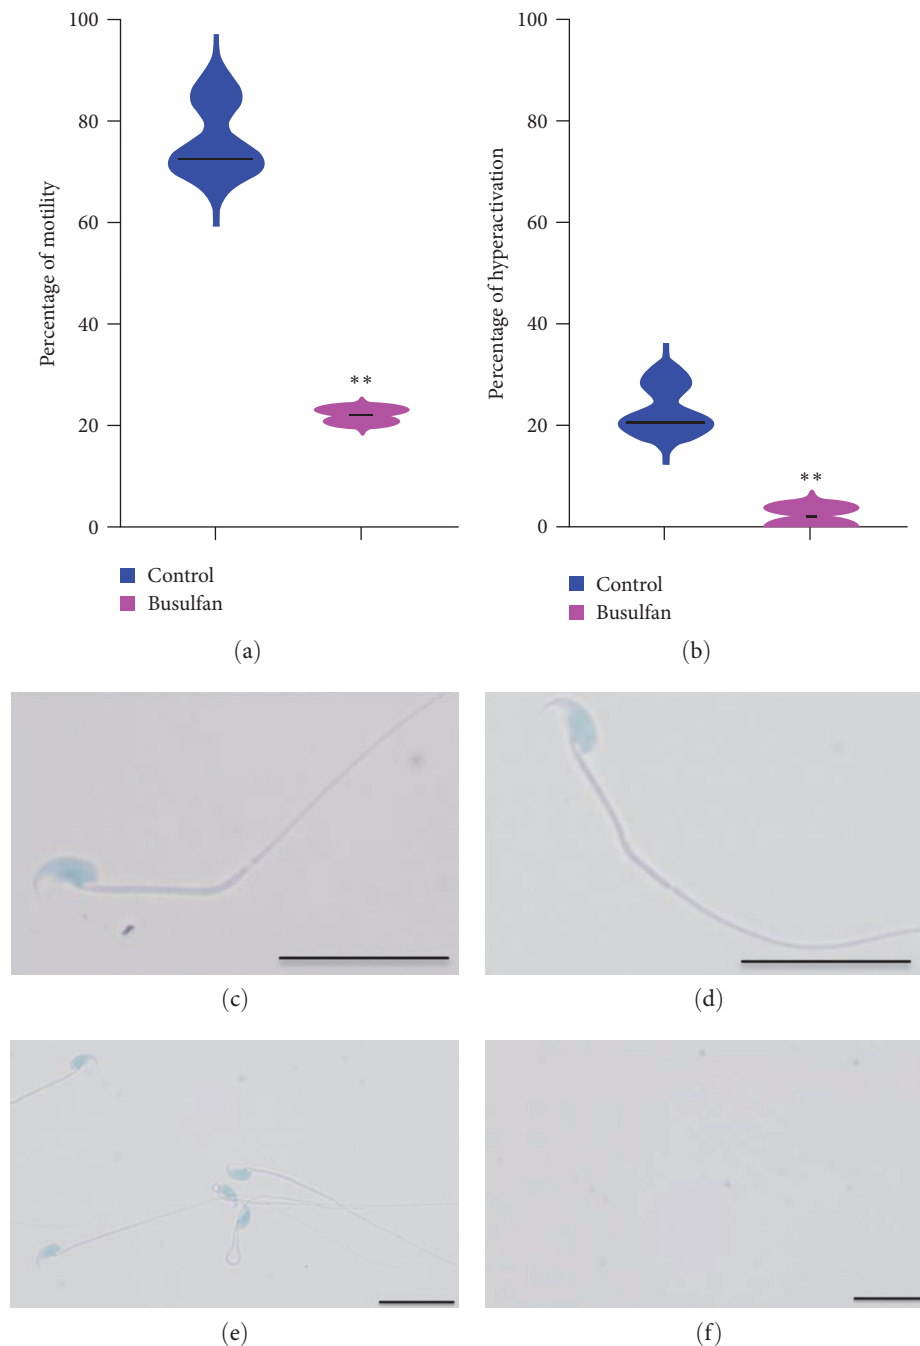 100
80
60
40
20
0
Percentage of motility
**
Control
Busulfan
(a)
100
80
60
40
20
0
Percentage of hyperactivation
**
Control
Busulfan
(b)
(c)
(d)
(e)
(f)